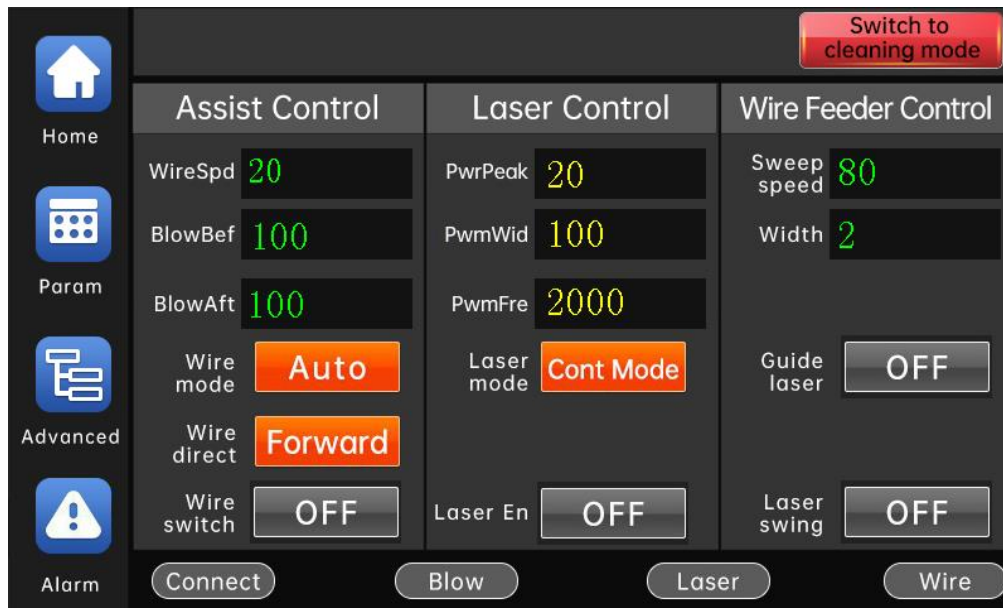 Switch to
cleaning mode
Home
Param
Advanced
Alarm
Assist Control
WireSpd 20
BlowBef 100
BlowAft 100
Wire
mode
Auto
Wire
direct
Forward
Wire
switch
OFF
Laser Control
PwrPeak 20
PwmWid 100
PwmFre 2000
Laser
mode
Cont Mode
Laser En OFF
Wire Feeder Control
Sweep
speed
80
Width 2
Guide
laser
OFF
Laser
swing
OFF
Connect
Blow
Laser
Wire